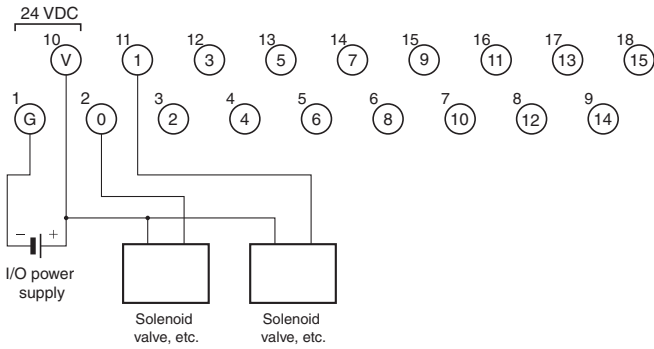 24 VDC
10 11 12 13 14 15 16 17 18
V 1 3 5 7 9 11 13 15
1 2 3 4 5 6 7 8 9
G 0 2 4 6 8 10 12 14
− +
I/O power
supply
Solenoid
valve, etc.
Solenoid
valve, etc.